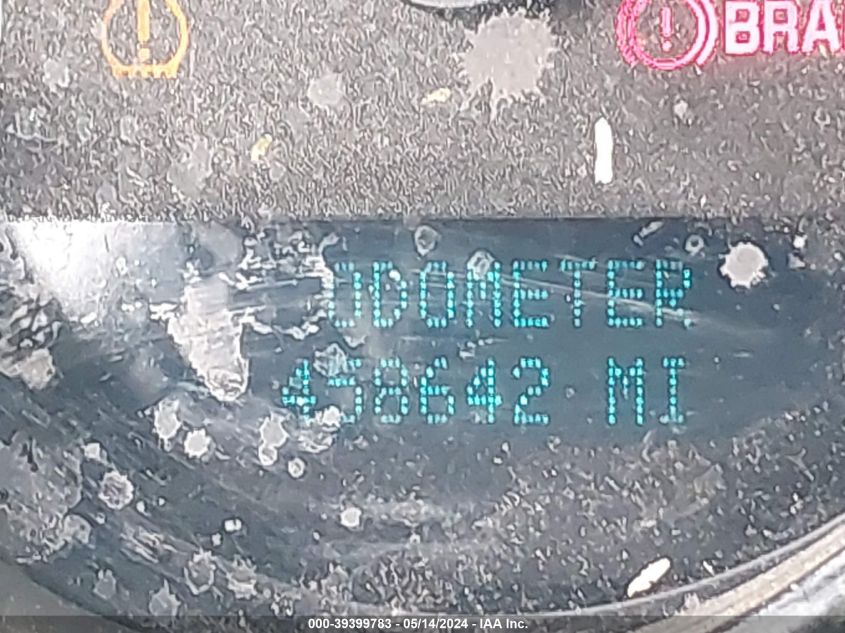 BRA
ODOMETER
458642 MI
000-39399783 - 05/14/2024 - IAA Inc.